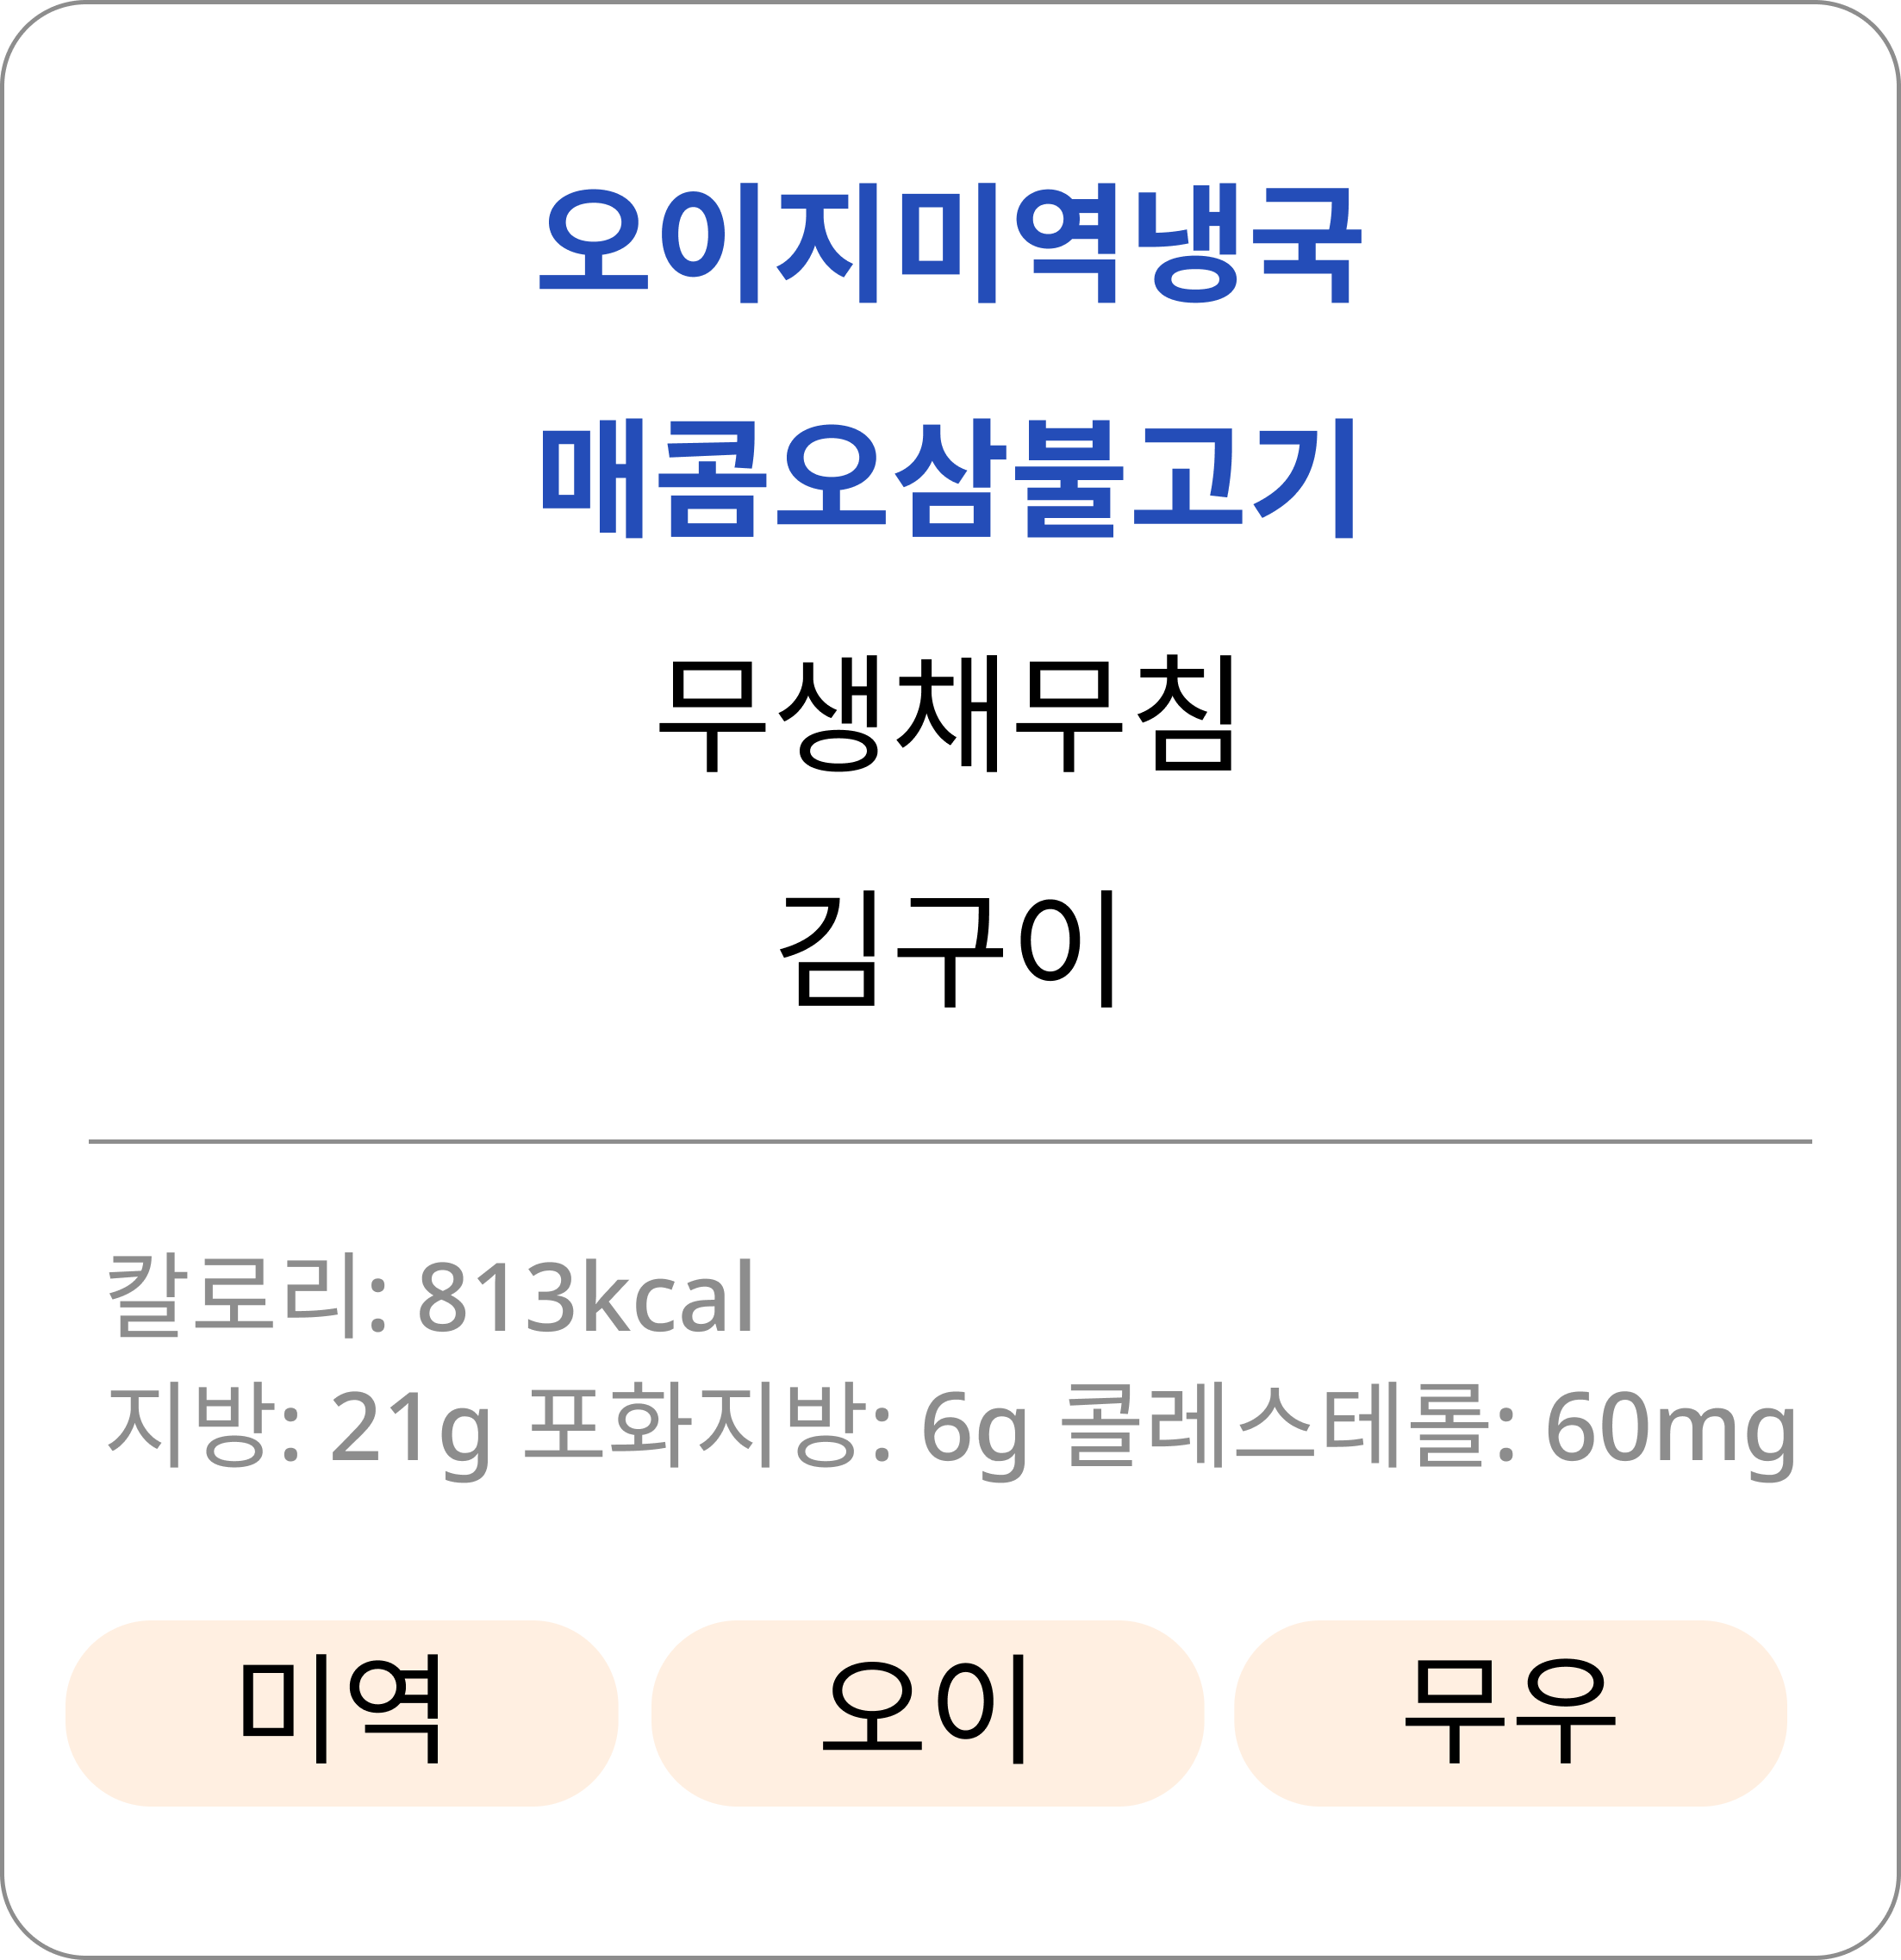 오이지미역냉국
매콤오삼불고기
무생채무침
김구이
칼로리: 813kcal
지방: 21g 포화지방: 6g 클레스테롤: 60mg
미역
오이
무우